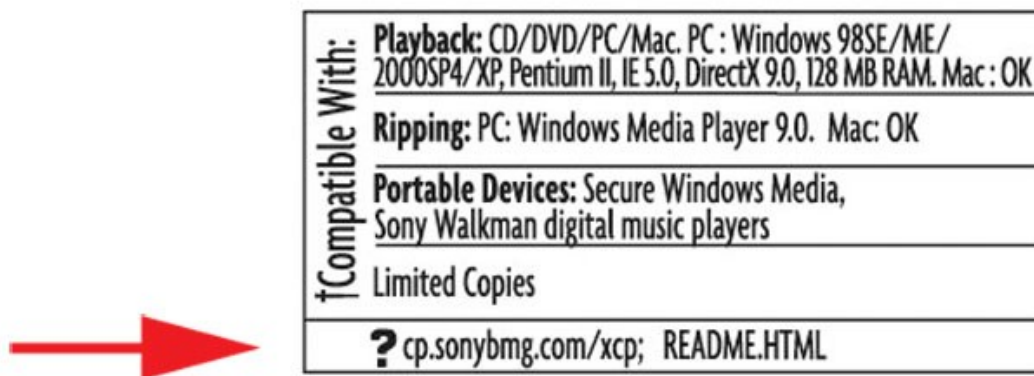 †Compatible With:
Playback: CD/DVD/PC/Mac. PC : Windows 98SE/ME/
2000SP4/XP, Pentium II, IE 5.0, DirectX 9.0, 128 MB RAM. Mac : OK
Ripping: PC: Windows Media Player 9.0. Mac: OK
Portable Devices: Secure Windows Media,
Sony Walkman digital music players
Limited Copies
? cp.sonybmg.com/xcp; README.HTML